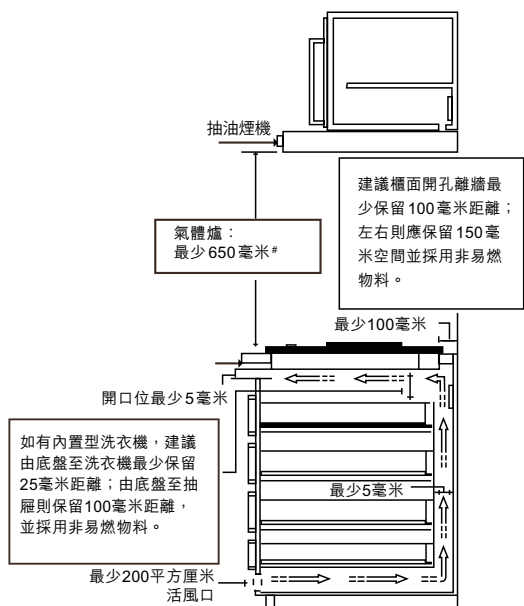 抽油煙機
建議櫃面開孔離牆最
少保留100毫米距離；
左右則應保留150毫
米空間並採用非易燃
物料。
氣體爐：
最少650毫米#
最少100毫米
開口位最少5毫米
如有內置型洗衣機，建議
由底盤至洗衣機最少保留
25毫米距離；由底盤至抽
屜則保留100毫米距離，
並採用非易燃物料。
最少5毫米
最少200平方厘米
活風口